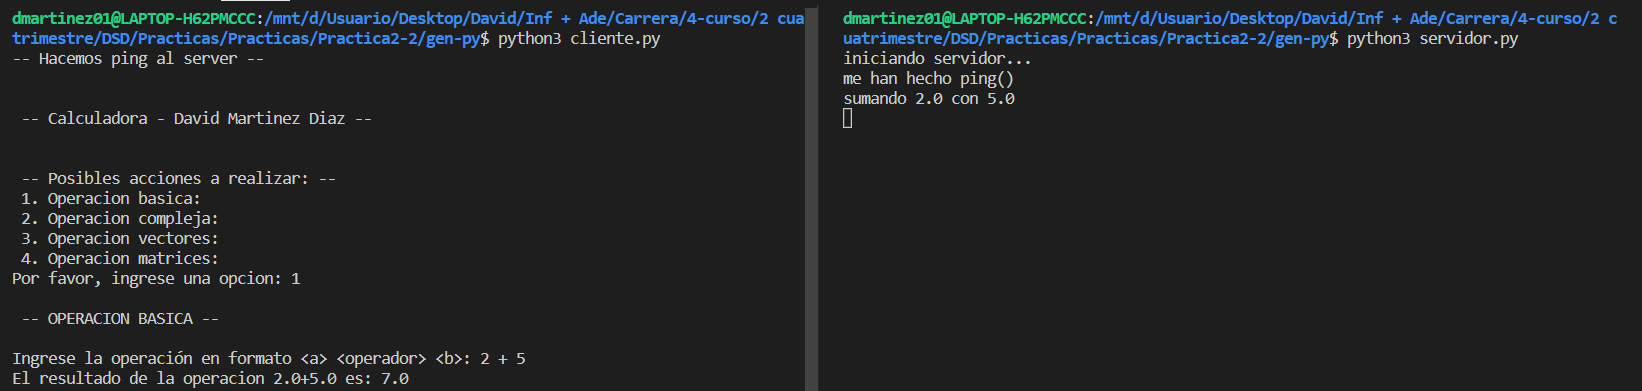 dmartinez01@LAPTOP-H62PMCCC:/mnt/d/Usuario/Desktop/David/Inf + Ade/Carrera/4-curso/2 cua
trimestre/DSD/Practicas/Practicas/Practica2-2/gen-py$ python3 cliente.py
-- Hacemos ping al server --
-- Calculadora - David Martinez Diaz --
-- Posibles acciones a realizar: --
1. Operacion basica:
2. Operacion compleja:
3. Operacion vectores:
4. Operacion matrices:
Por favor, ingrese una opcion: 1
-- OPERACION BASICA --
Ingrese la operación en formato <a> <operador> <b>: 2 + 5
El resultado de la operacion 2.0+5.0 es: 7.0
dmartinez01@LAPTOP-H62PMCCC:/mnt/d/Usuario/Desktop/David/Inf + Ade/Carrera/4-curso/2 c
uatrimestre/DSD/Practicas/Practicas/Practica2-2/gen-py$ python3 servidor.py
iniciando servidor...
me han hecho ping()
sumando 2.0 con 5.0